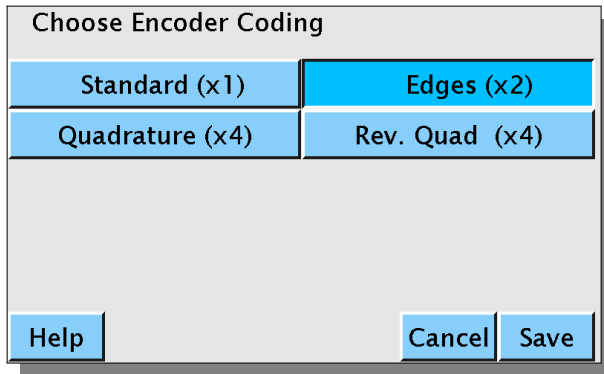 Choose Encoder Coding
Standard (x1) Edges (x2)
Quadrature (x4) Rev. Quad (x4)
Help Cancel Save